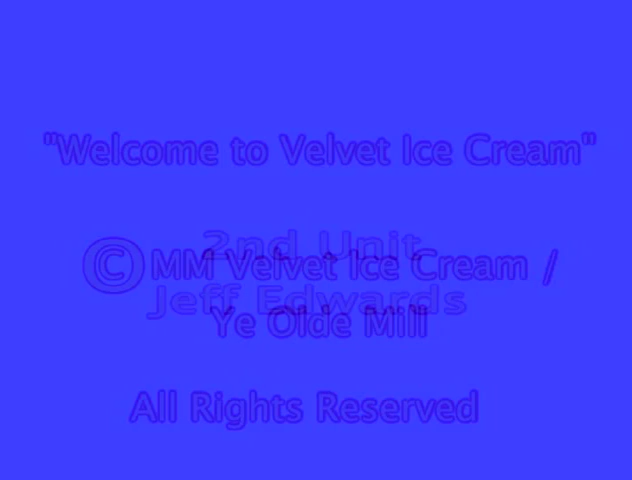 "Welcome to Velvet Ice Cream"
2nd Unit
© MM Velvet Ice Cream /
Jeff Edwards
Ye Olde Mill
All Rights Reserved